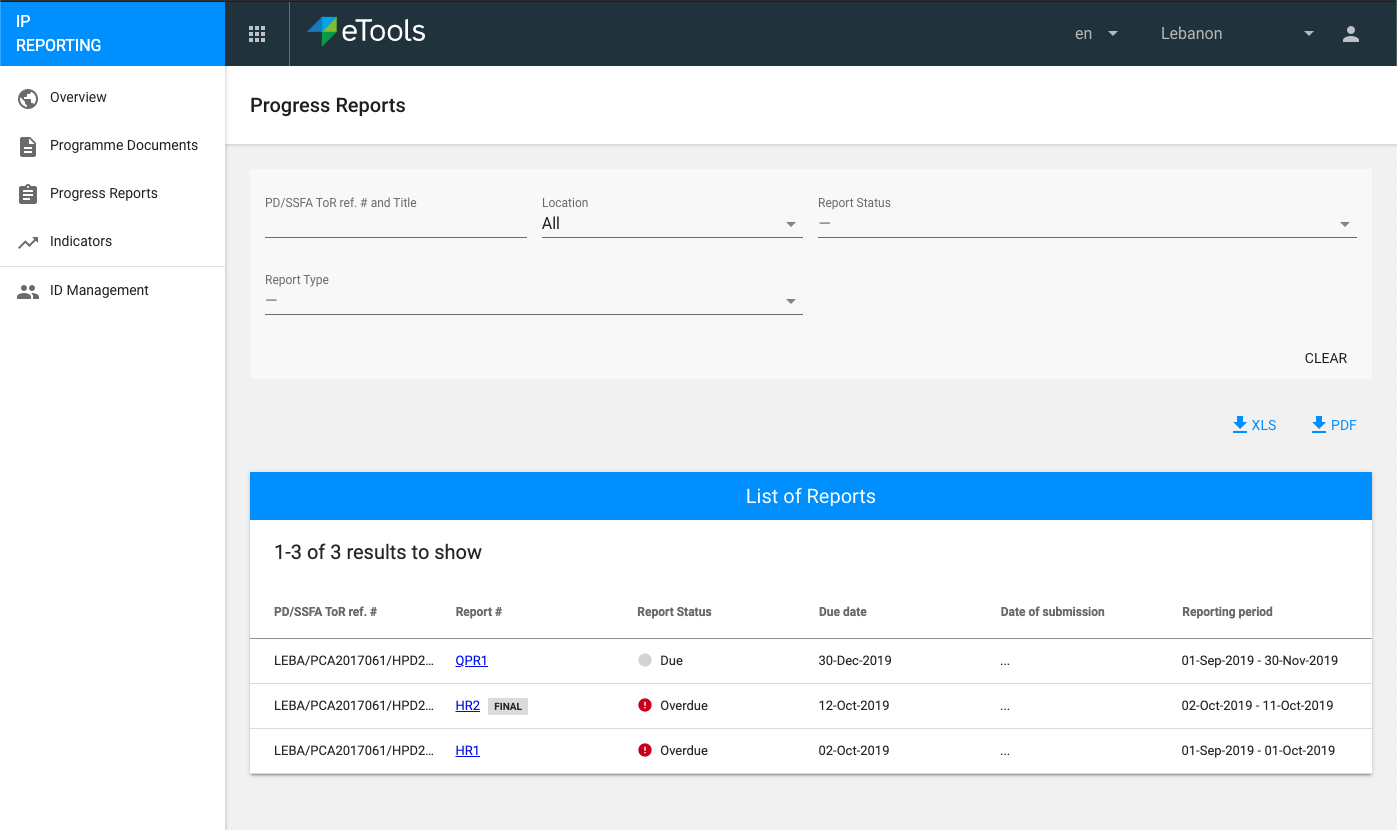 IP
REPORTING
eTools
en
Lebanon
Overview
Programme Documents
Progress Reports
Indicators
ID Management
Progress Reports
PD/SSFA ToR ref. # and Title
Location
Report Status
All
—
Report Type
—
CLEAR
XLS
PDF
List of Reports
1-3 of 3 results to show
PD/SSFA ToR ref. # Report # Report Status Due date Date of submission Reporting period
LEBA/PCA2017061/HPD2... QPR1 Due 30-Dec-2019 ... 01-Sep-2019 - 30-Nov-2019
LEBA/PCA2017061/HPD2... HR2 FINAL Overdue 12-Oct-2019 ... 02-Oct-2019 - 11-Oct-2019
LEBA/PCA2017061/HPD2... HR1 Overdue 02-Oct-2019 ... 01-Sep-2019 - 01-Oct-2019